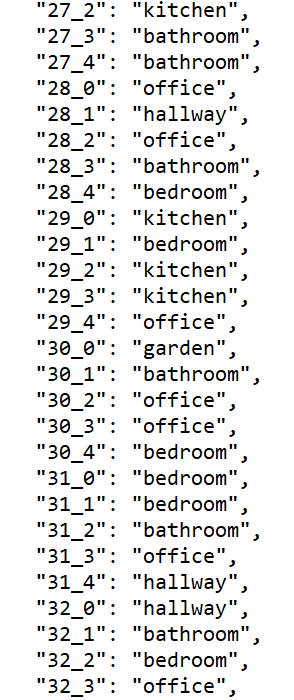 "27_2": "kitchen",
"27_3": "bathroom",
"27_4": "bathroom",
"28_0": "office",
"28_1": "hallway",
"28_2": "office",
"28_3": "bathroom",
"28_4": "bedroom",
"29_0": "kitchen",
"29_1": "bedroom",
"29_2": "kitchen",
"29_3": "kitchen",
"29_4": "office",
"30_0": "garden",
"30_1": "bathroom",
"30_2": "office",
"30_3": "office",
"30_4": "bedroom",
"31_0": "bedroom",
"31_1": "bedroom",
"31_2": "bathroom",
"31_3": "office",
"31_4": "hallway",
"32_0": "hallway",
"32_1": "bathroom",
"32_2": "bedroom",
"32_3": "office",